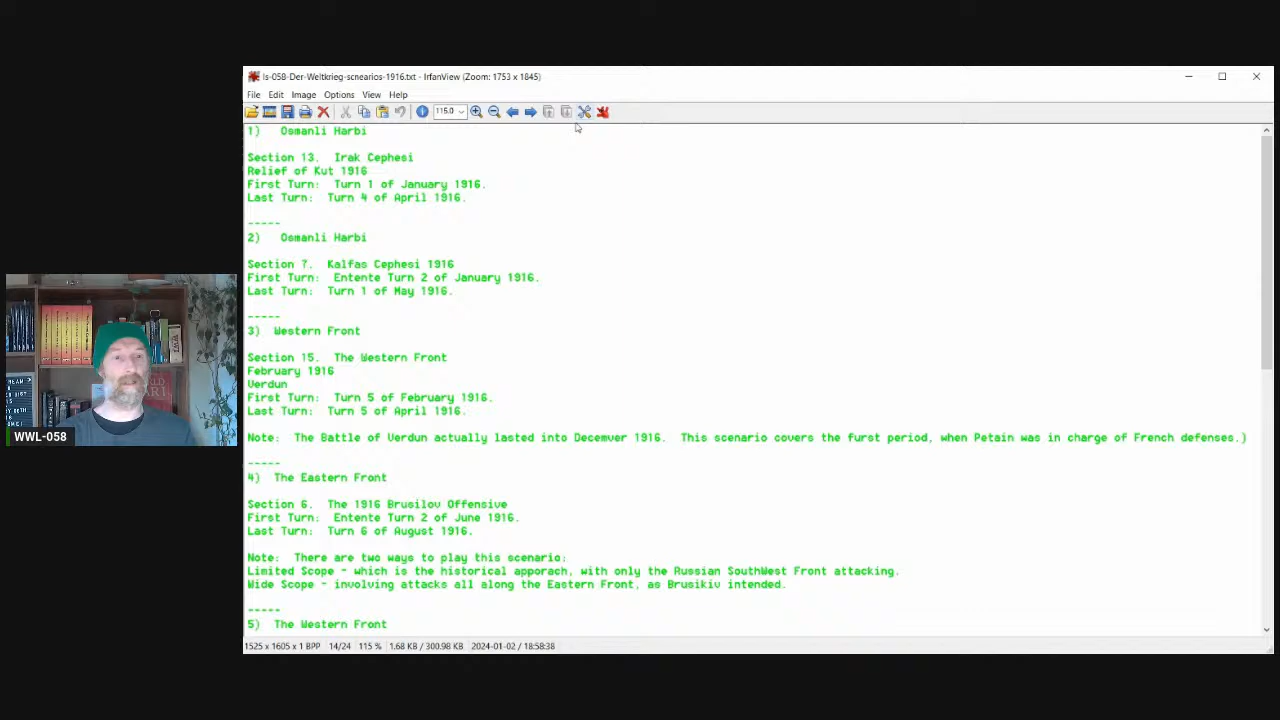 ls-058-Der-Weltkrieg-scnearios-1916.txt - IrfanView (Zoom: 1753 x 1845)
File Edit Image Options View Help
115.0
1) Osmanli Harbi
Section 13. Irak Cephesi
Relief of Kut 1916
First Turn: Turn 1 of January 1916.
Last Turn: Turn 4 of April 1916.
-----
2) Osmanli Harbi
Section 7. Kalfas Cephesi 1916
First Turn: Entente Turn 2 of January 1916.
Last Turn: Turn 1 of May 1916.
-----
3) Western Front
Section 15. The Western Front
February 1916
Verdun
First Turn: Turn 5 of February 1916.
Last Turn: Turn 5 of April 1916.
Note: The Battle of Verdun actually lasted into Decemver 1916. This scenario covers the furst period, when Petain was in charge of French defenses.)
-----
4) The Eastern Front
Section 6. The 1916 Brusilov Offensive
First Turn: Entente Turn 2 of June 1916.
Last Turn: Turn 6 of August 1916.
Note: There are two ways to play this scenario:
Limited Scope - which is the historical apporach, with only the Russian SouthWest Front attacking.
Wide Scope - involving attacks all along the Eastern Front, as Brusikiv intended.
-----
5) The Western Front
1525 x 1605 x 1 BPP 14/24 115 % 1.68 KB / 300.98 KB 2024-01-02 / 18:58:38
WWL-058